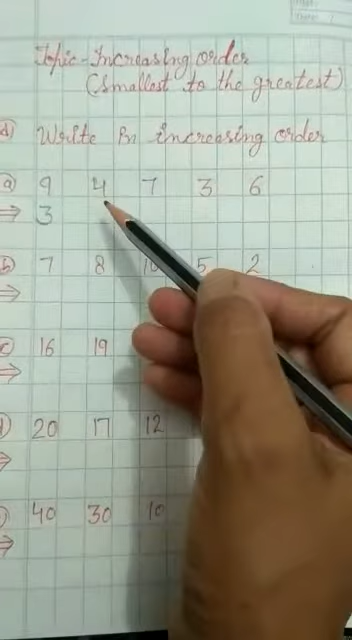 Topic-Increasing order
(Smallest to the greatest)
Write in increasing order
(a) 9 4 7 3 6
⇒ 3
(b) 7 8 10 5 2
⇒
(c) 16 19
⇒
20 17 12
⇒
40 30 10
⇒